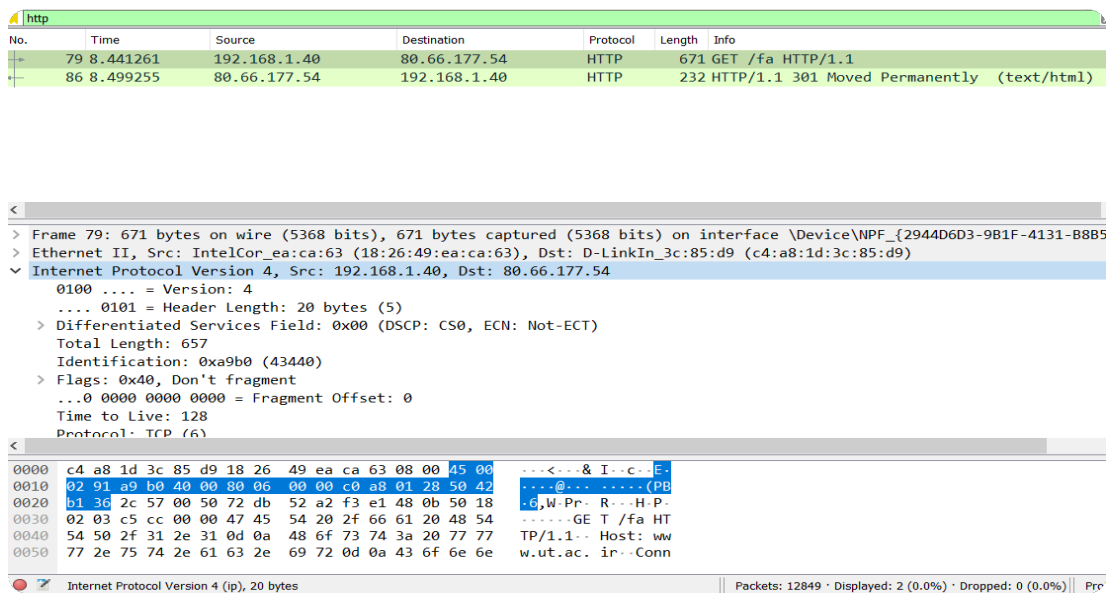 http
No. Time Source Destination Protocol Length Info
79 8.441261 192.168.1.40 80.66.177.54 HTTP 671 GET /fa HTTP/1.1
86 8.499255 80.66.177.54 192.168.1.40 HTTP 232 HTTP/1.1 301 Moved Permanently (text/html)
> Frame 79: 671 bytes on wire (5368 bits), 671 bytes captured (5368 bits) on interface \Device\NPF_{2944D6D3-9B1F-4131-B8B5
> Ethernet II, Src: IntelCor_ea:ca:63 (18:26:49:ea:ca:63), Dst: D-LinkIn_3c:85:d9 (c4:a8:1d:3c:85:d9)
Internet Protocol Version 4, Src: 192.168.1.40, Dst: 80.66.177.54
0100 .... = Version: 4
.... 0101 = Header Length: 20 bytes (5)
> Differentiated Services Field: 0x00 (DSCP: CS0, ECN: Not-ECT)
Total Length: 657
Identification: 0xa9b0 (43440)
> Flags: 0x40, Don't fragment
...0 0000 0000 0000 = Fragment Offset: 0
Time to Live: 128
Protocol: TCP (6)
0000 c4 a8 1d 3c 85 d9 18 26 49 ea ca 63 08 00 45 00 ···<···& I··c··E·
0010 02 91 a9 b0 40 00 80 06 00 00 c0 a8 01 28 50 42 ····@··· ·····(PB
0020 b1 36 2c 57 00 50 72 db 52 a2 f3 e1 48 0b 50 18 ·6,W·Pr· R···H·P·
0030 02 03 c5 cc 00 00 47 45 54 20 2f 66 61 20 48 54 ······GE T /fa HT
0040 54 50 2f 31 2e 31 0d 0a 48 6f 73 74 3a 20 77 77 TP/1.1·· Host: ww
0050 77 2e 75 74 2e 61 63 2e 69 72 0d 0a 43 6f 6e 6e w.ut.ac. ir··Conn
Internet Protocol Version 4 (ip), 20 bytes Packets: 12849 · Displayed: 2 (0.0%) · Dropped: 0 (0.0%)